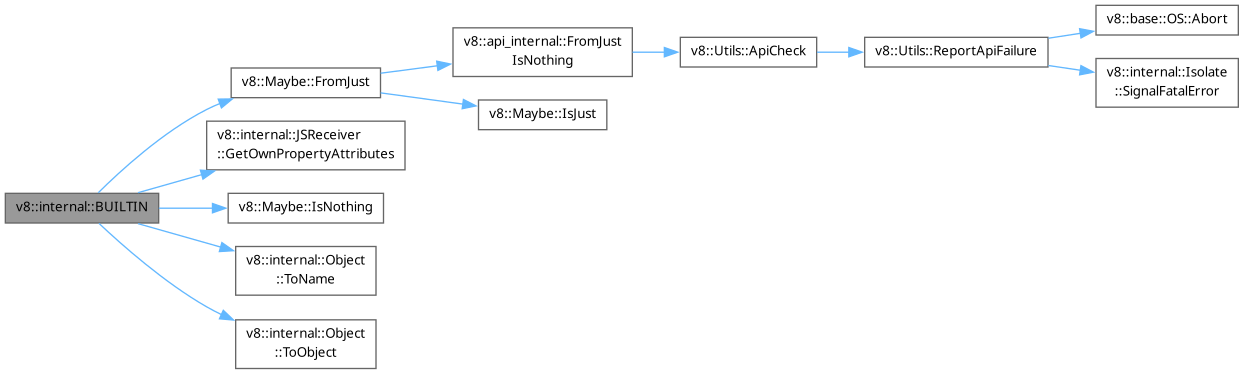 v8::internal::BUILTIN
v8::Maybe::FromJust
v8::api_internal::FromJust
IsNothing
v8::Utils::ApiCheck
v8::Utils::ReportApiFailure
v8::base::OS::Abort
v8::internal::Isolate
::SignalFatalError
v8::Maybe::IsJust
v8::internal::JSReceiver
::GetOwnPropertyAttributes
v8::Maybe::IsNothing
v8::internal::Object
::ToName
v8::internal::Object
::ToObject